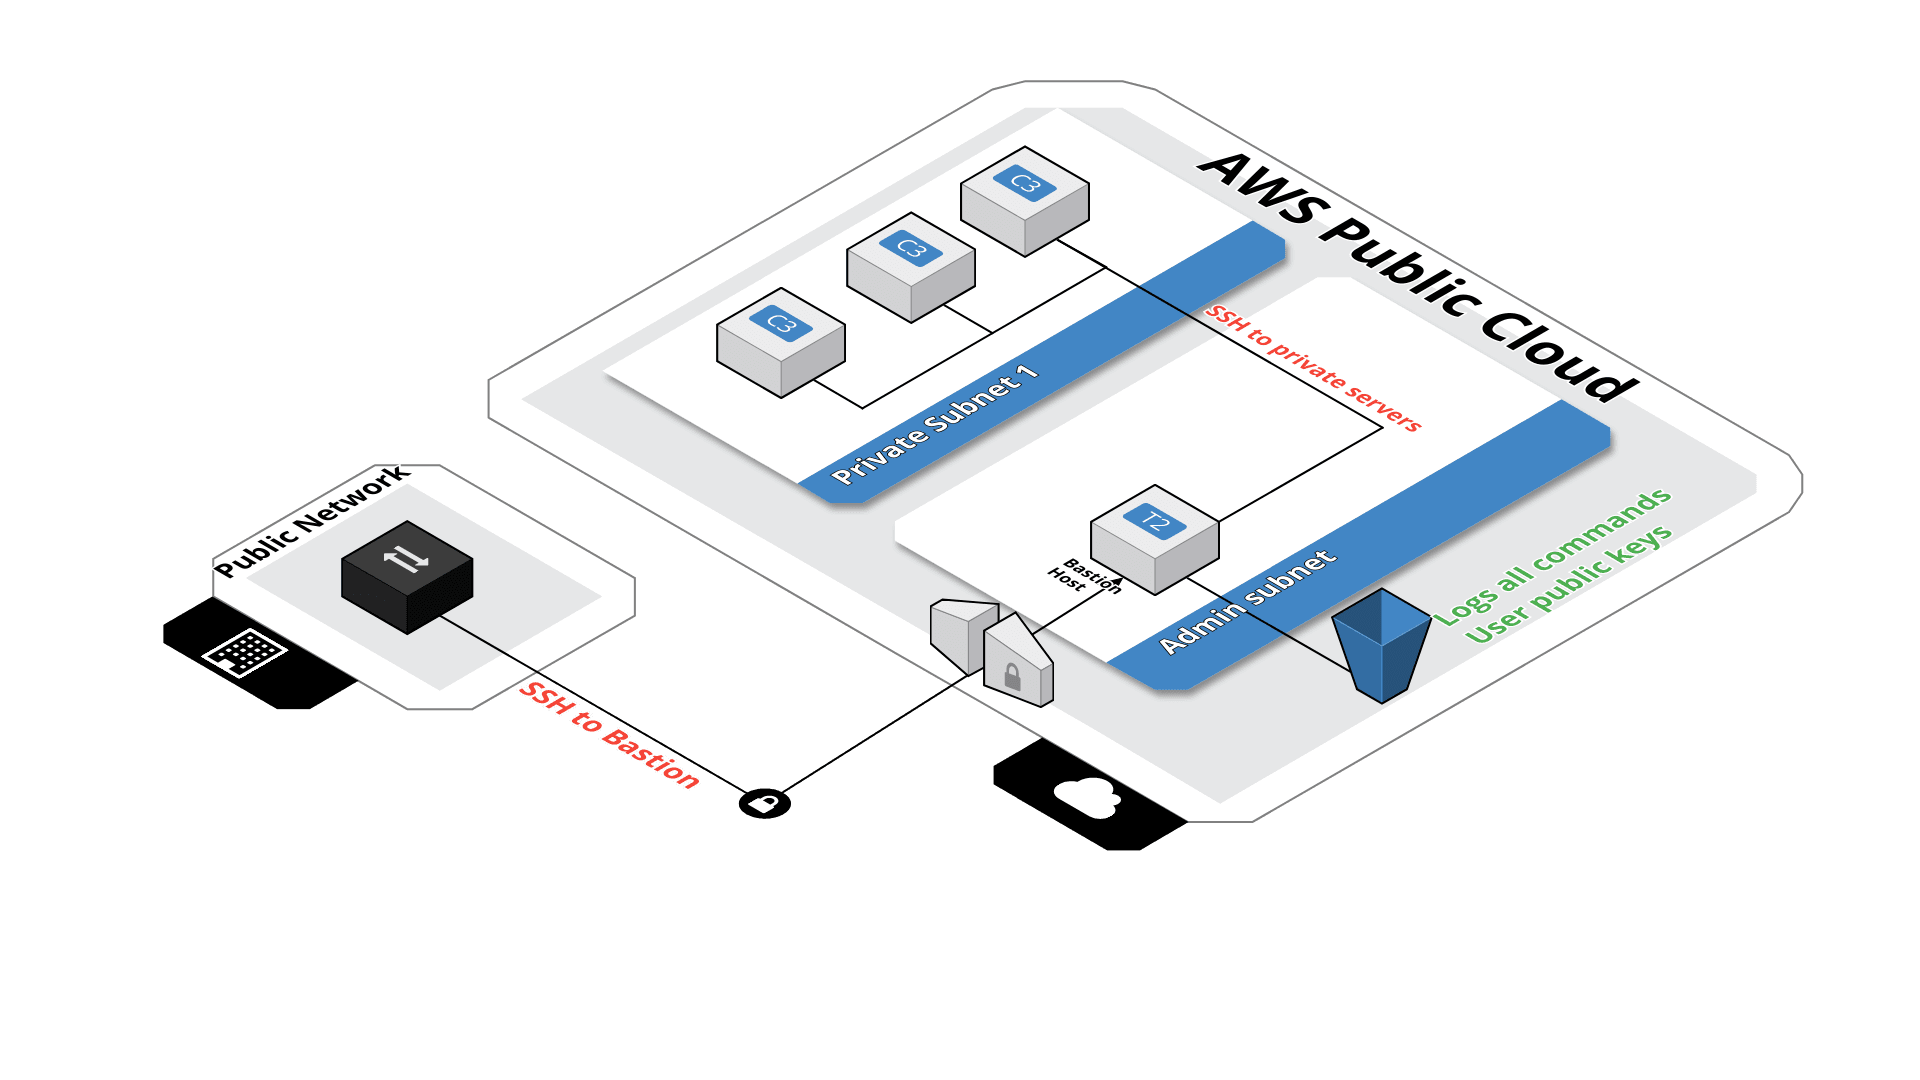 AWS Public Cloud
C3
C3
C3
Private Subnet 1
SSH to private servers
Public Network
T2
Bastion
Host
Admin subnet
Logs all commands
User public keys
SSH to Bastion